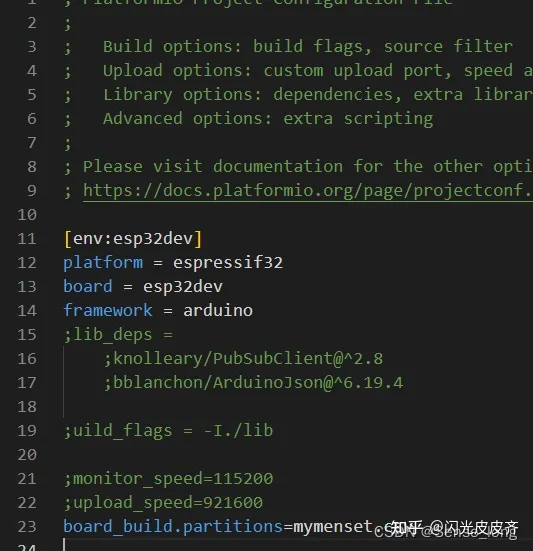 1 ; PlatformIO Project Configuration File
2 ;
3 ; Build options: build flags, source filter
4 ; Upload options: custom upload port, speed a
5 ; Library options: dependencies, extra librar
6 ; Advanced options: extra scripting
7 ;
8 ; Please visit documentation for the other opti
9 ; https://docs.platformio.org/page/projectconf.
10
11 [env:esp32dev]
12 platform = espressif32
13 board = esp32dev
14 framework = arduino
15 ;lib_deps =
16 ;knolleary/PubSubClient@^2.8
17 ;bblanchon/ArduinoJson@^6.19.4
18
19 ;uild_flags = -I./lib
20
21 ;monitor_speed=115200
22 ;upload_speed=921600
23 board_build.partitions=mymenset.
24
知乎 @闪光皮皮齐
CSDN @Sense_long